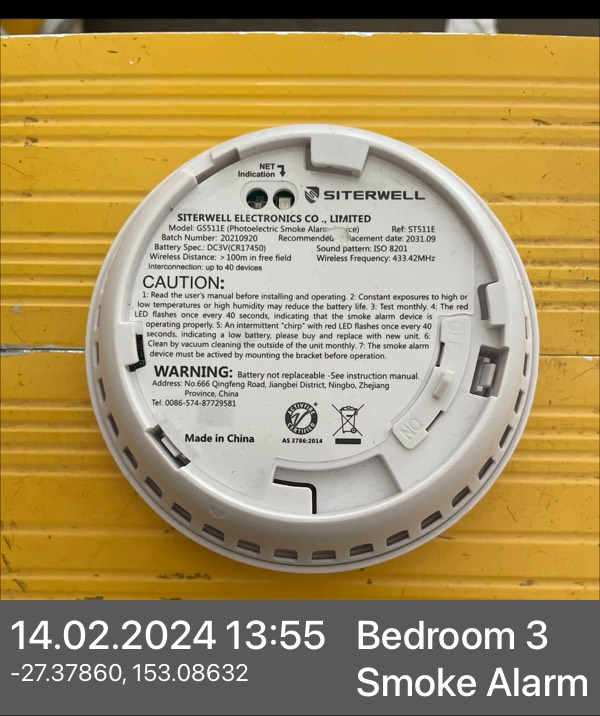 NET
Indication
SITERWELL
SITERWELL ELECTRONICS CO., LIMITED
Model: GS511E (Photoelectric Smoke Alarm Ref: ST511E
Batch Number: 20210920 Recommended date: 2031.09
Battery Spec.: DC3V(CR17450) Sound pattern: ISO 8201
Wireless Distance: > 100m in free field Wireless Frequency: 433.42MHz
Interconnection: up to 40 devices
CAUTION:
1: Read the user's manual before installing and operating. 2: Constant exposures to high or
low temperatures or high humidity may reduce the battery life. 3: Test monthly. 4: The red
LED flashes once every 40 seconds, indicating that the smoke alarm device is
operating properly. 5: An intermittent "chirp" with red LED flashes once every 40
seconds, indicating a low battery, please buy and replace with new unit. 6:
Clean by vacuum cleaning the outside of the unit monthly. 7: The smoke alarm
device must be actived by mounting the bracket before operation.
WARNING: Battery not replaceable -See instruction manual.
Address: No.666 Qingfeng Road, Jiangbei District, Ningbo, Zhejiang
Province, China
Tel: 0086-574-87729581
OFF
ON
ACTIVFIRE
CERTIFIED
AS 3786:2014
Made in China
14.02.2024 13:55
-27.37860, 153.08632
Bedroom 3
Smoke Alarm